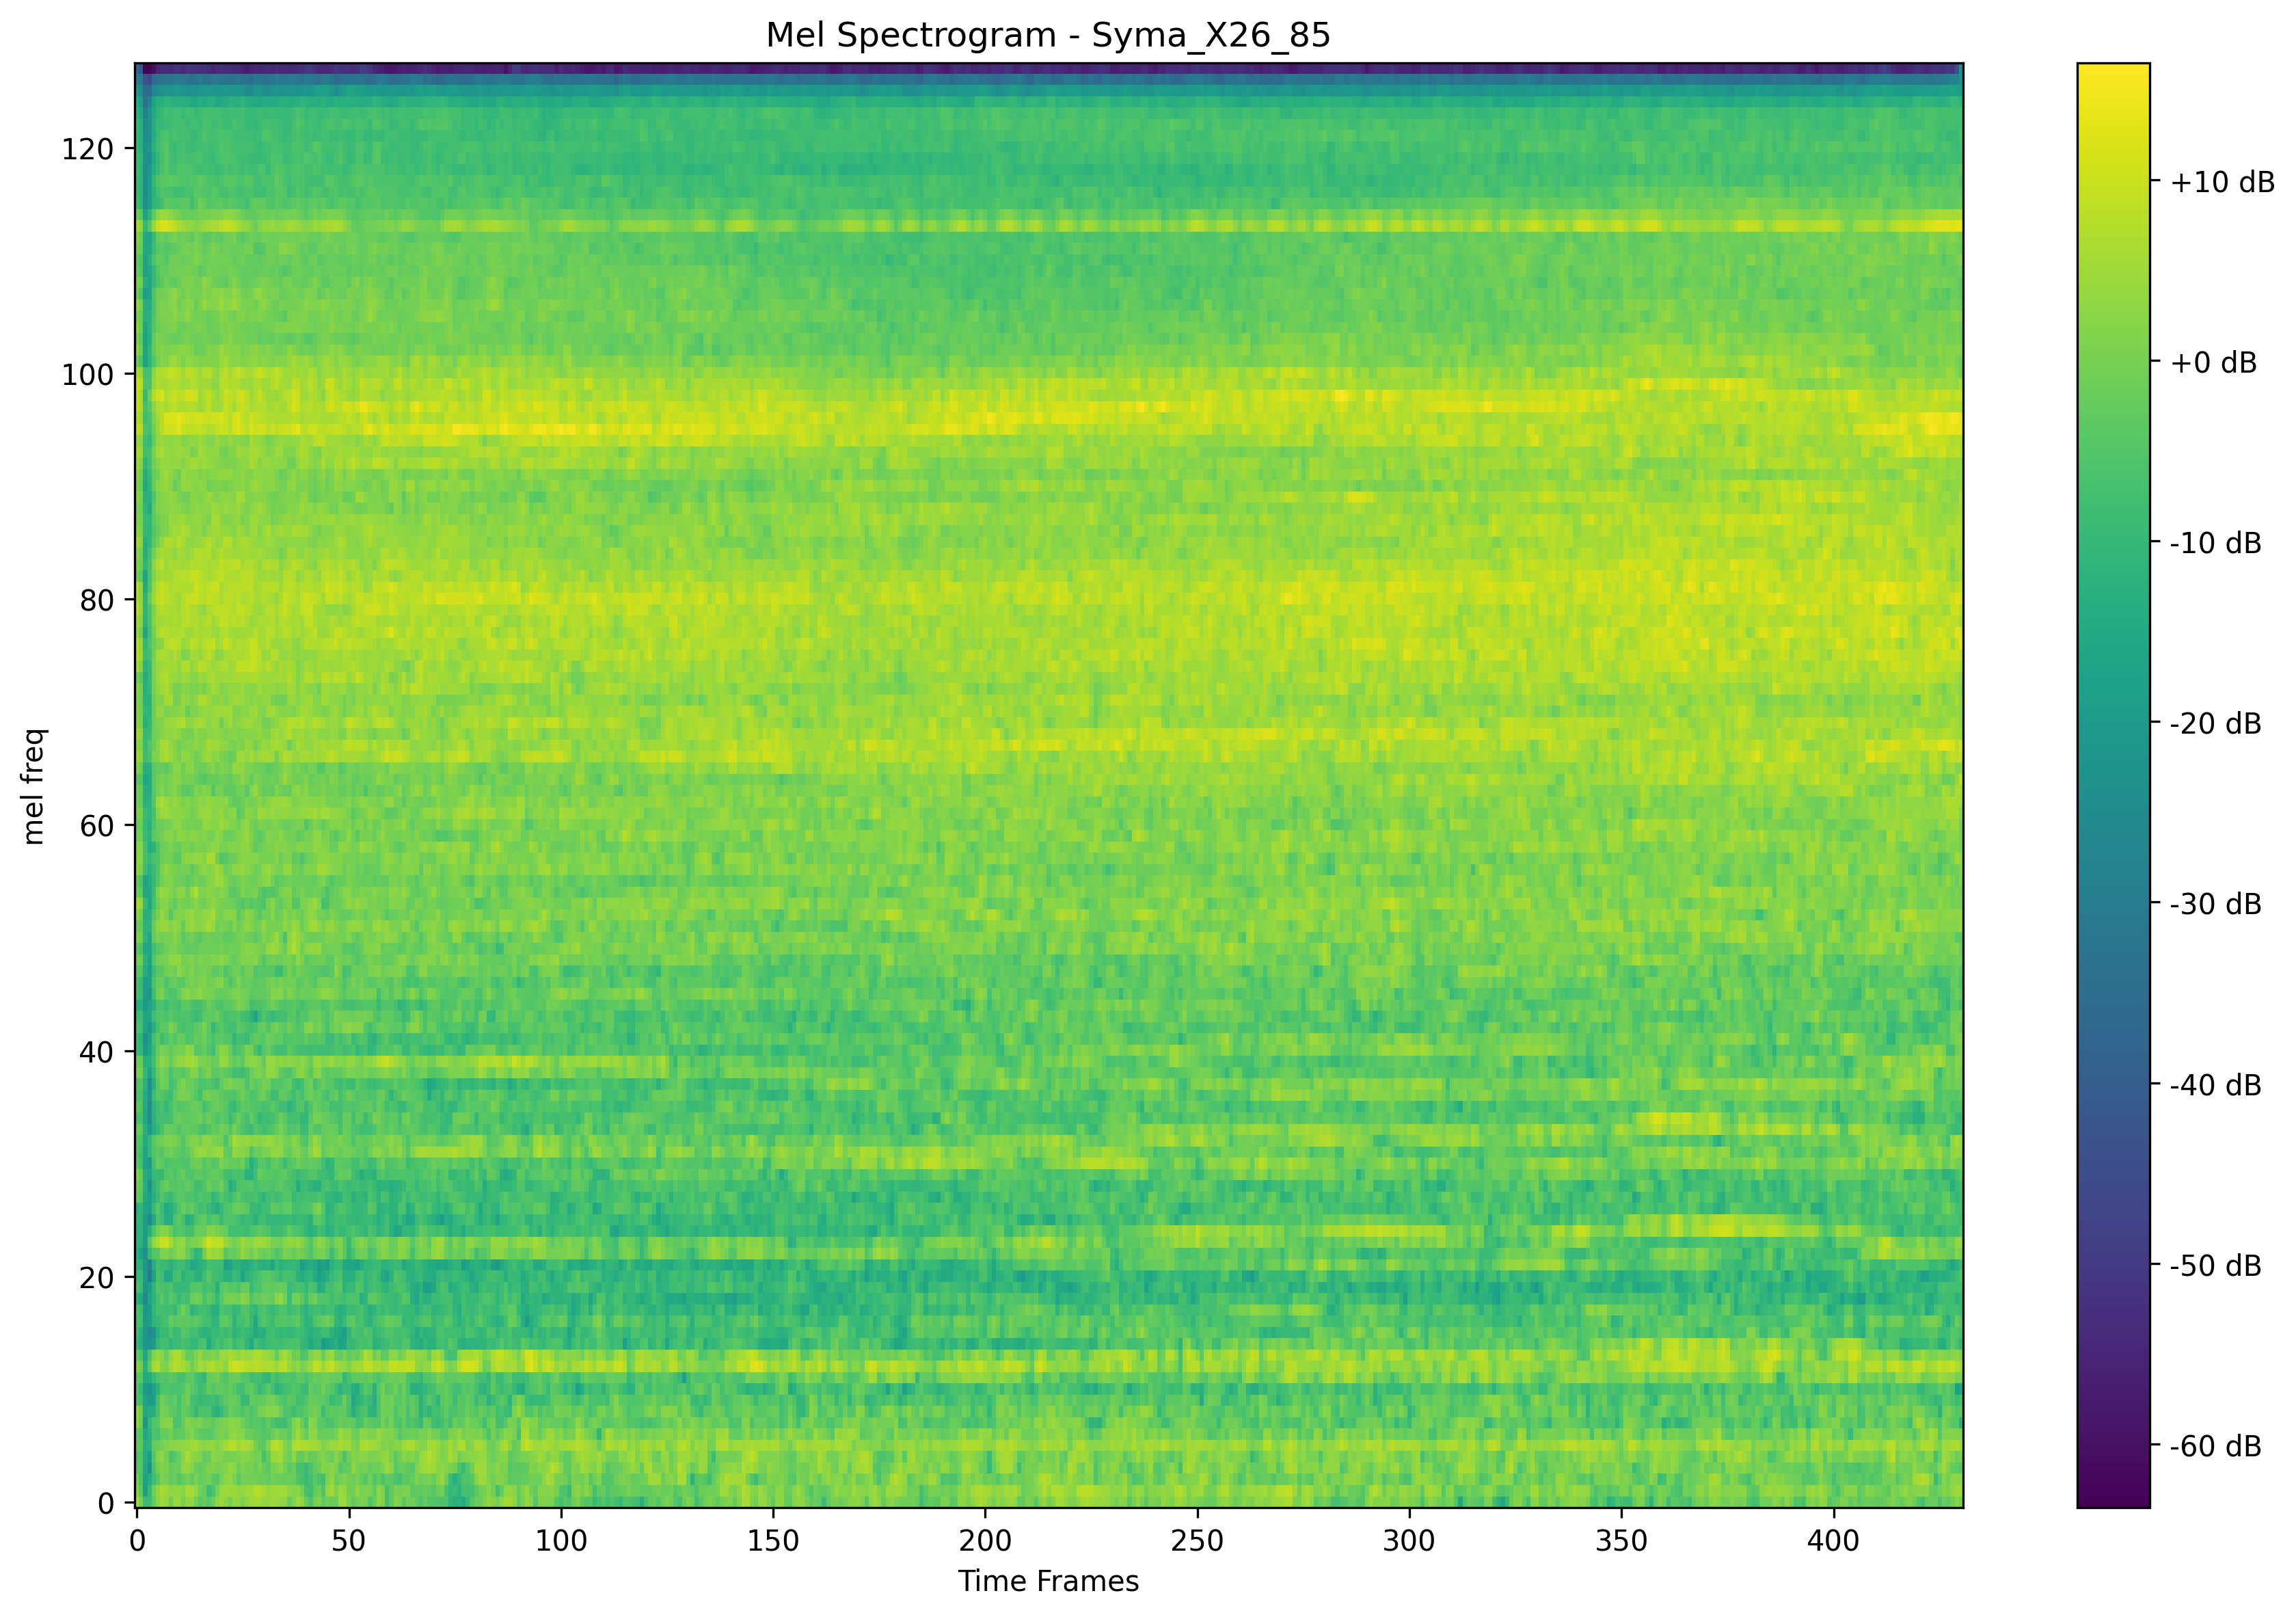 Mel Spectrogram - Syma_X26_85
mel freq
120
100
80
60
40
20
0
0 50 100 150 200 250 300 350 400
Time Frames
+10 dB
+0 dB
-10 dB
-20 dB
-30 dB
-40 dB
-50 dB
-60 dB